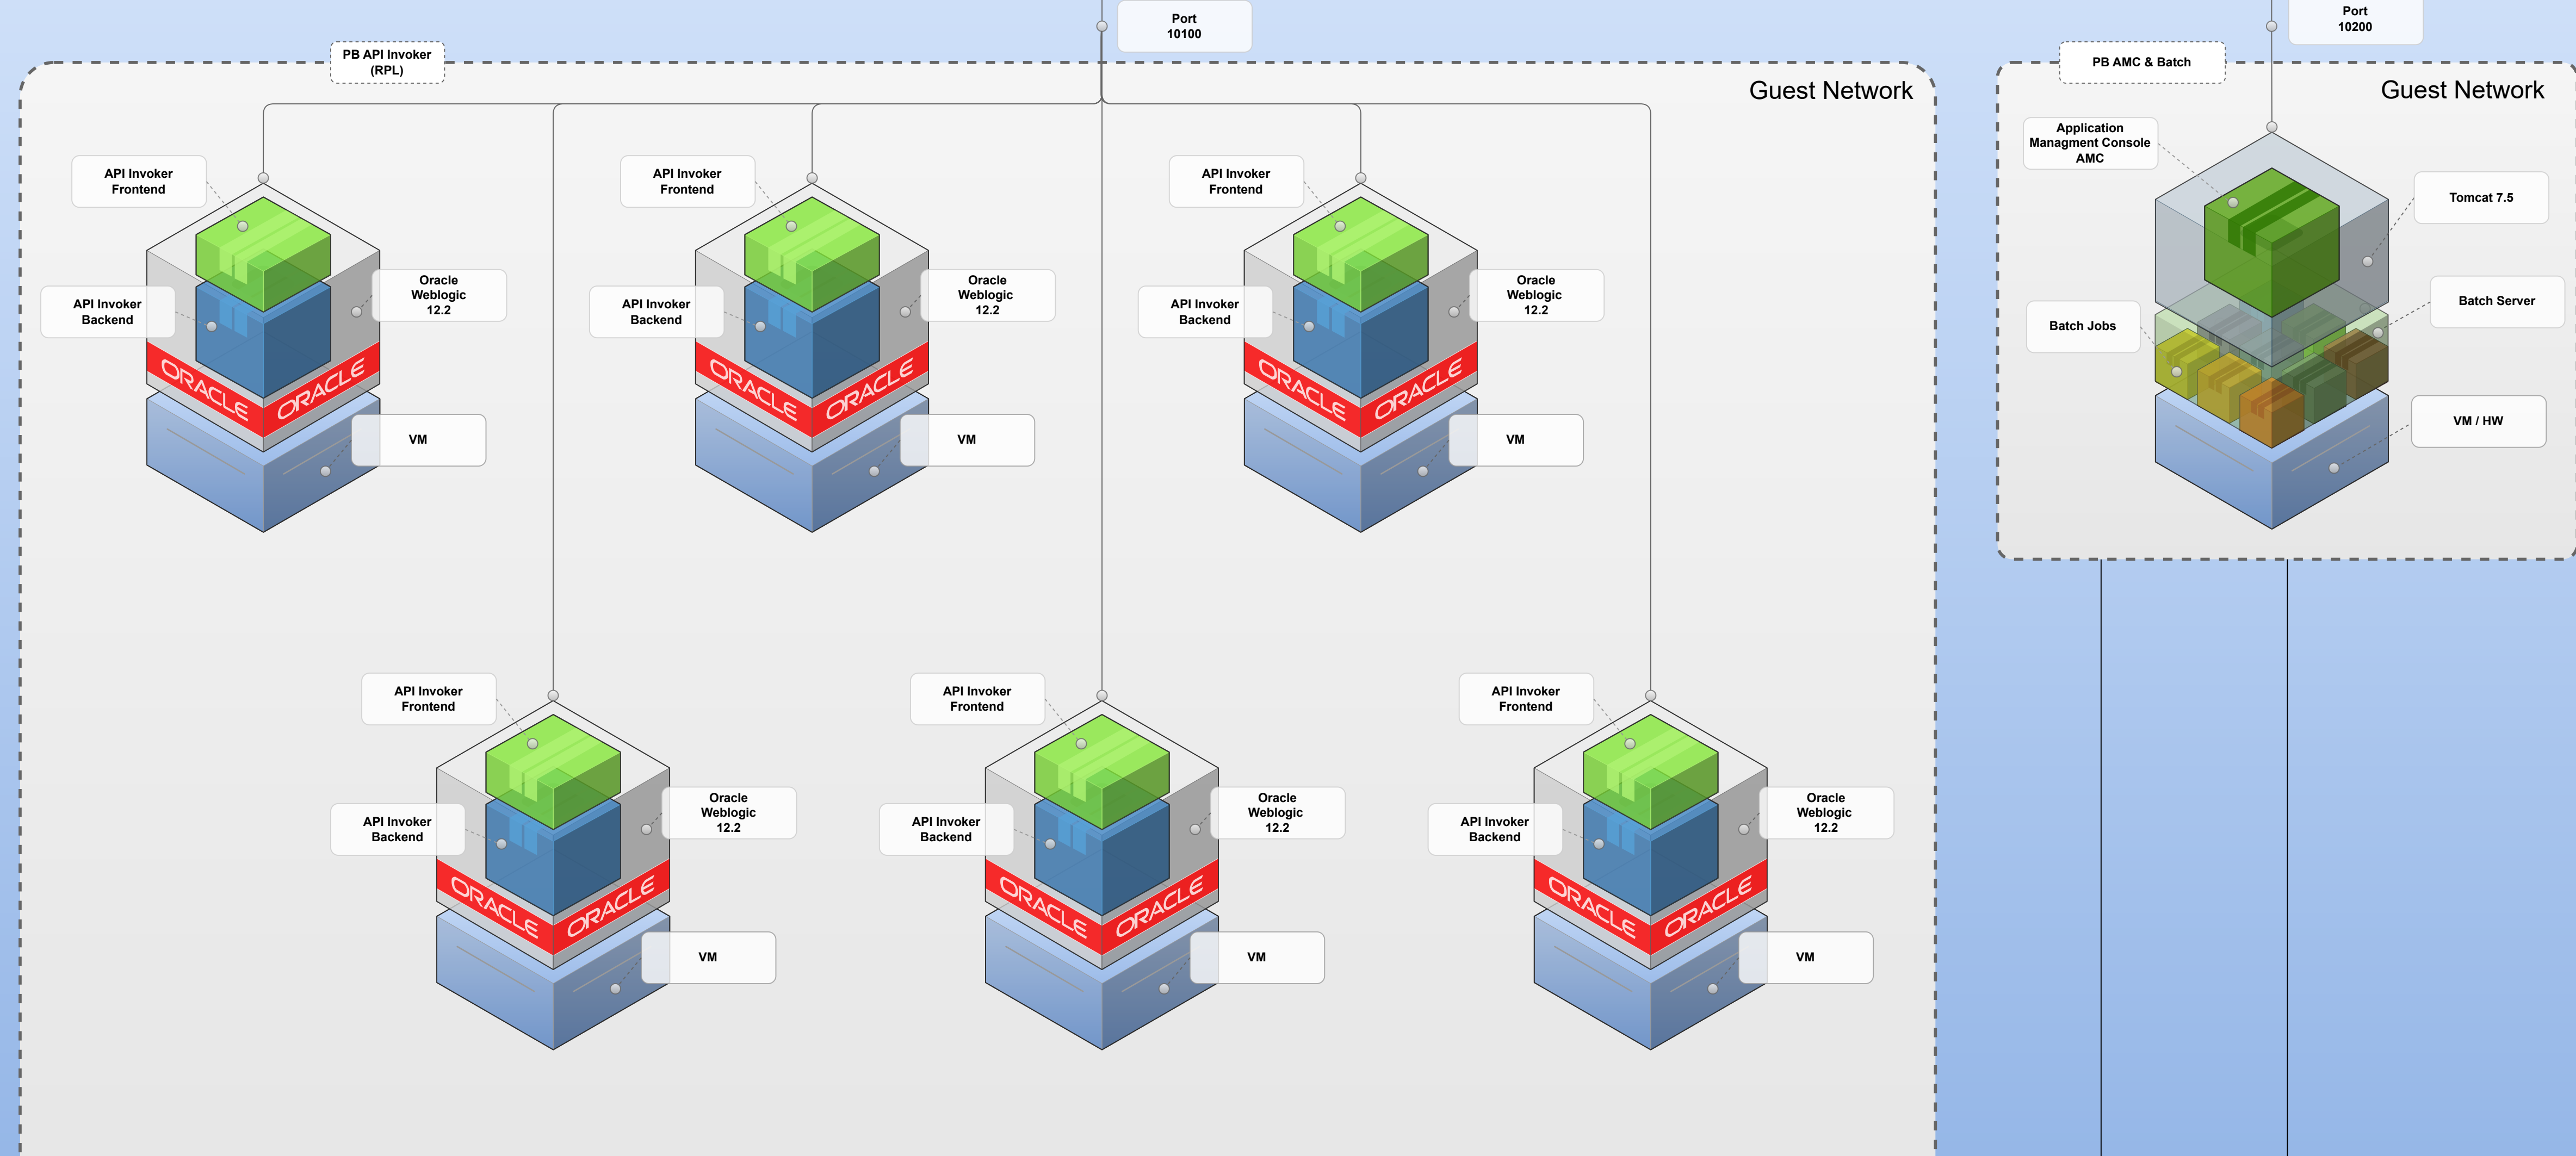 Port
10100
Port
10200
PB API Invoker
(RPL)
PB AMC & Batch
Guest Network
Guest Network
Application
Managment Console
AMC
API Invoker
Frontend
API Invoker
Frontend
API Invoker
Frontend
Tomcat 7.5
API Invoker
Backend
Oracle
Weblogic
12.2
API Invoker
Backend
Oracle
Weblogic
12.2
API Invoker
Backend
Oracle
Weblogic
12.2
Batch Jobs
Batch Server
ORACLE
ORACLE
ORACLE
ORACLE
ORACLE
ORACLE
VM
VM
VM
VM / HW
API Invoker
Frontend
API Invoker
Frontend
API Invoker
Frontend
API Invoker
Backend
Oracle
Weblogic
12.2
API Invoker
Backend
Oracle
Weblogic
12.2
API Invoker
Backend
Oracle
Weblogic
12.2
ORACLE
ORACLE
ORACLE
ORACLE
ORACLE
ORACLE
VM
VM
VM